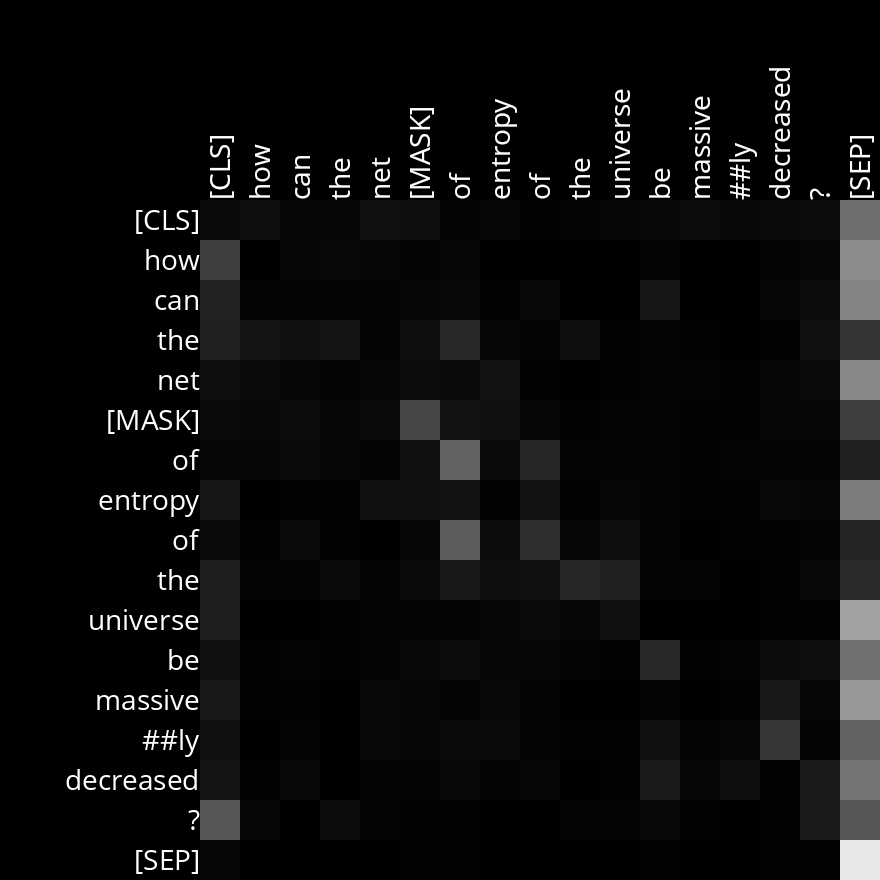 [CLS] how can the net [MASK] of entropy of the universe be massive ##ly decreased ? [SEP]
[CLS]
how
can
the
net
[MASK]
of
entropy
of
the
universe
be
massive
##ly
decreased
?
[SEP]